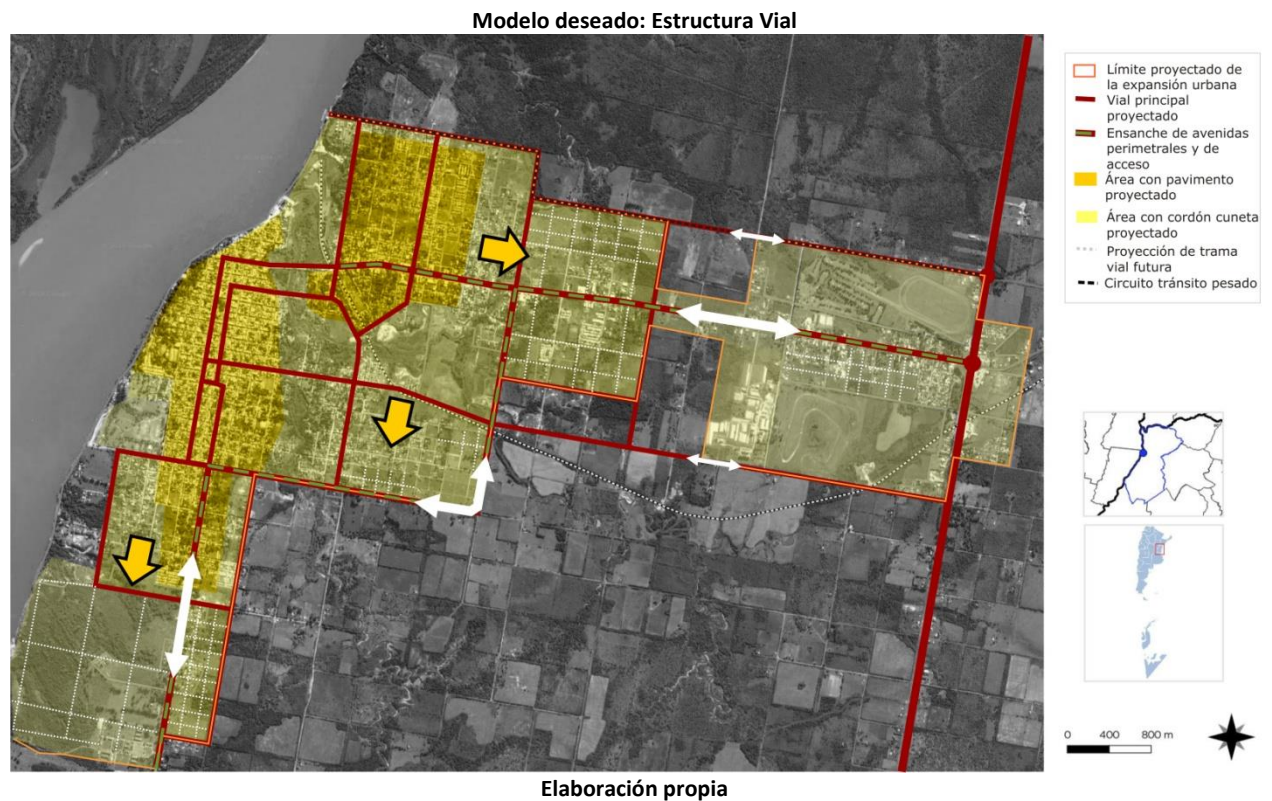 Modelo deseado: Estructura Vial
Límite proyectado de
la expansión urbana
Vial principal
proyectado
Ensanche de avenidas
perimetrales y de
acceso
Área con pavimento
proyectado
Área con cordón cuneta
proyectado
Proyección de trama
vial futura
Circuito tránsito pesado
0 400 800 m
Elaboración propia